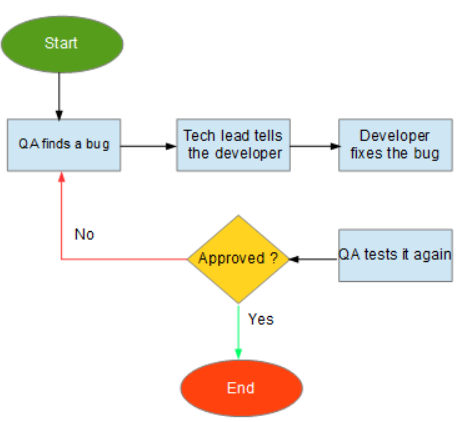 Start
QA finds a bug
Tech lead tells
the developer
Developer
fixes the bug
No
Approved ?
QA tests it again
Yes
End